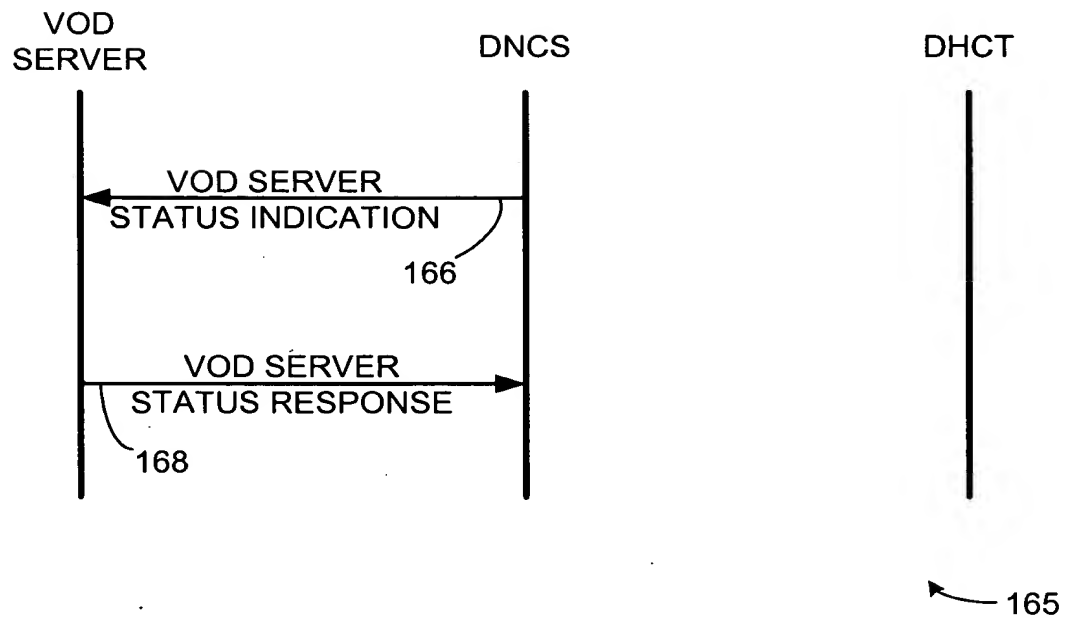 VOD
SERVER
DNCS
DHCT
VOD SERVER
STATUS INDICATION
166
VOD SERVER
STATUS RESPONSE
168
165